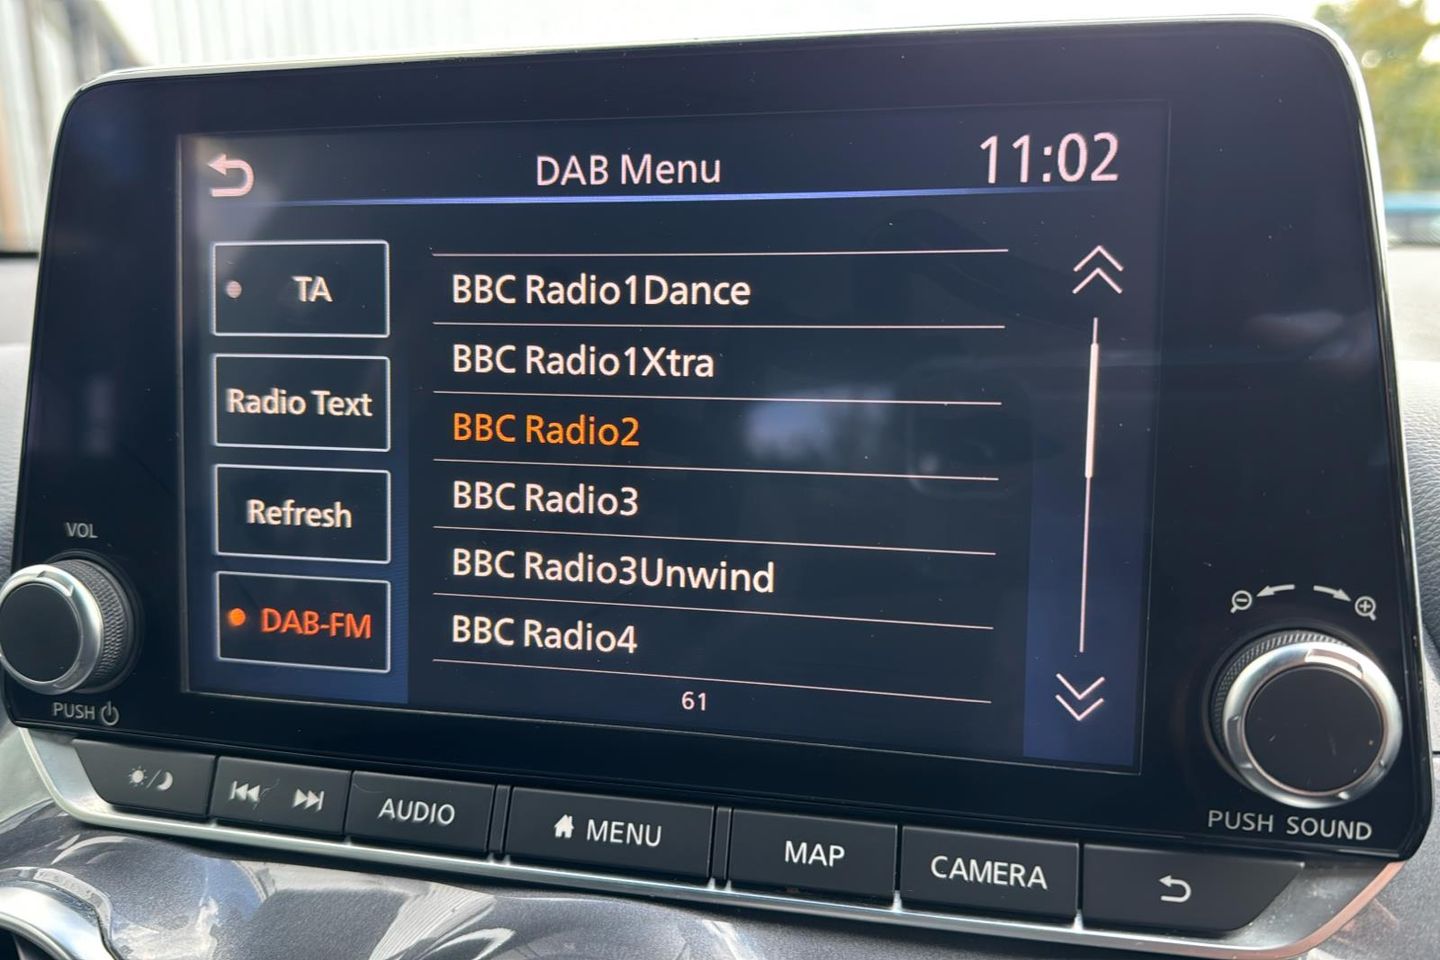 DAB Menu
11:02
TA
Radio Text
Refresh
DAB-FM
BBC Radio1Dance
BBC Radio1Xtra
BBC Radio2
BBC Radio3
BBC Radio3Unwind
BBC Radio4
61
VOL
PUSH
PUSH SOUND
AUDIO
MENU
MAP
CAMERA